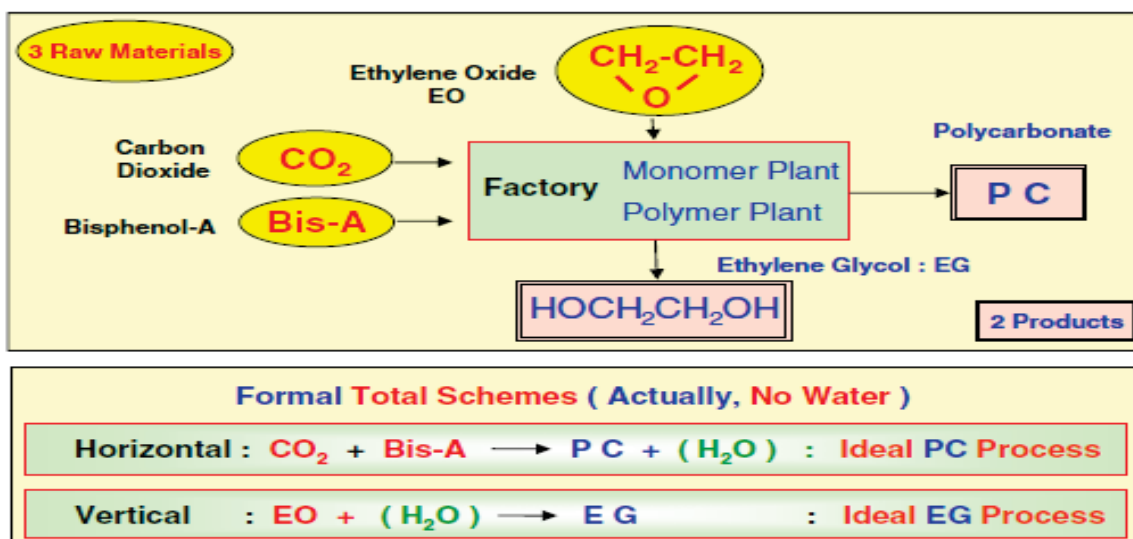 3 Raw Materials
Ethylene Oxide
EO
CH₂-CH₂
O
Carbon
Dioxide
CO₂
Bisphenol-A
Bis-A
Factory
Monomer Plant
Polymer Plant
Polycarbonate
P C
Ethylene Glycol : EG
HOCH₂CH₂OH
2 Products
Formal Total Schemes ( Actually, No Water )
Horizontal : CO₂ + Bis-A → P C + ( H₂O ) : Ideal PC Process
Vertical : EO + ( H₂O ) → E G : Ideal EG Process